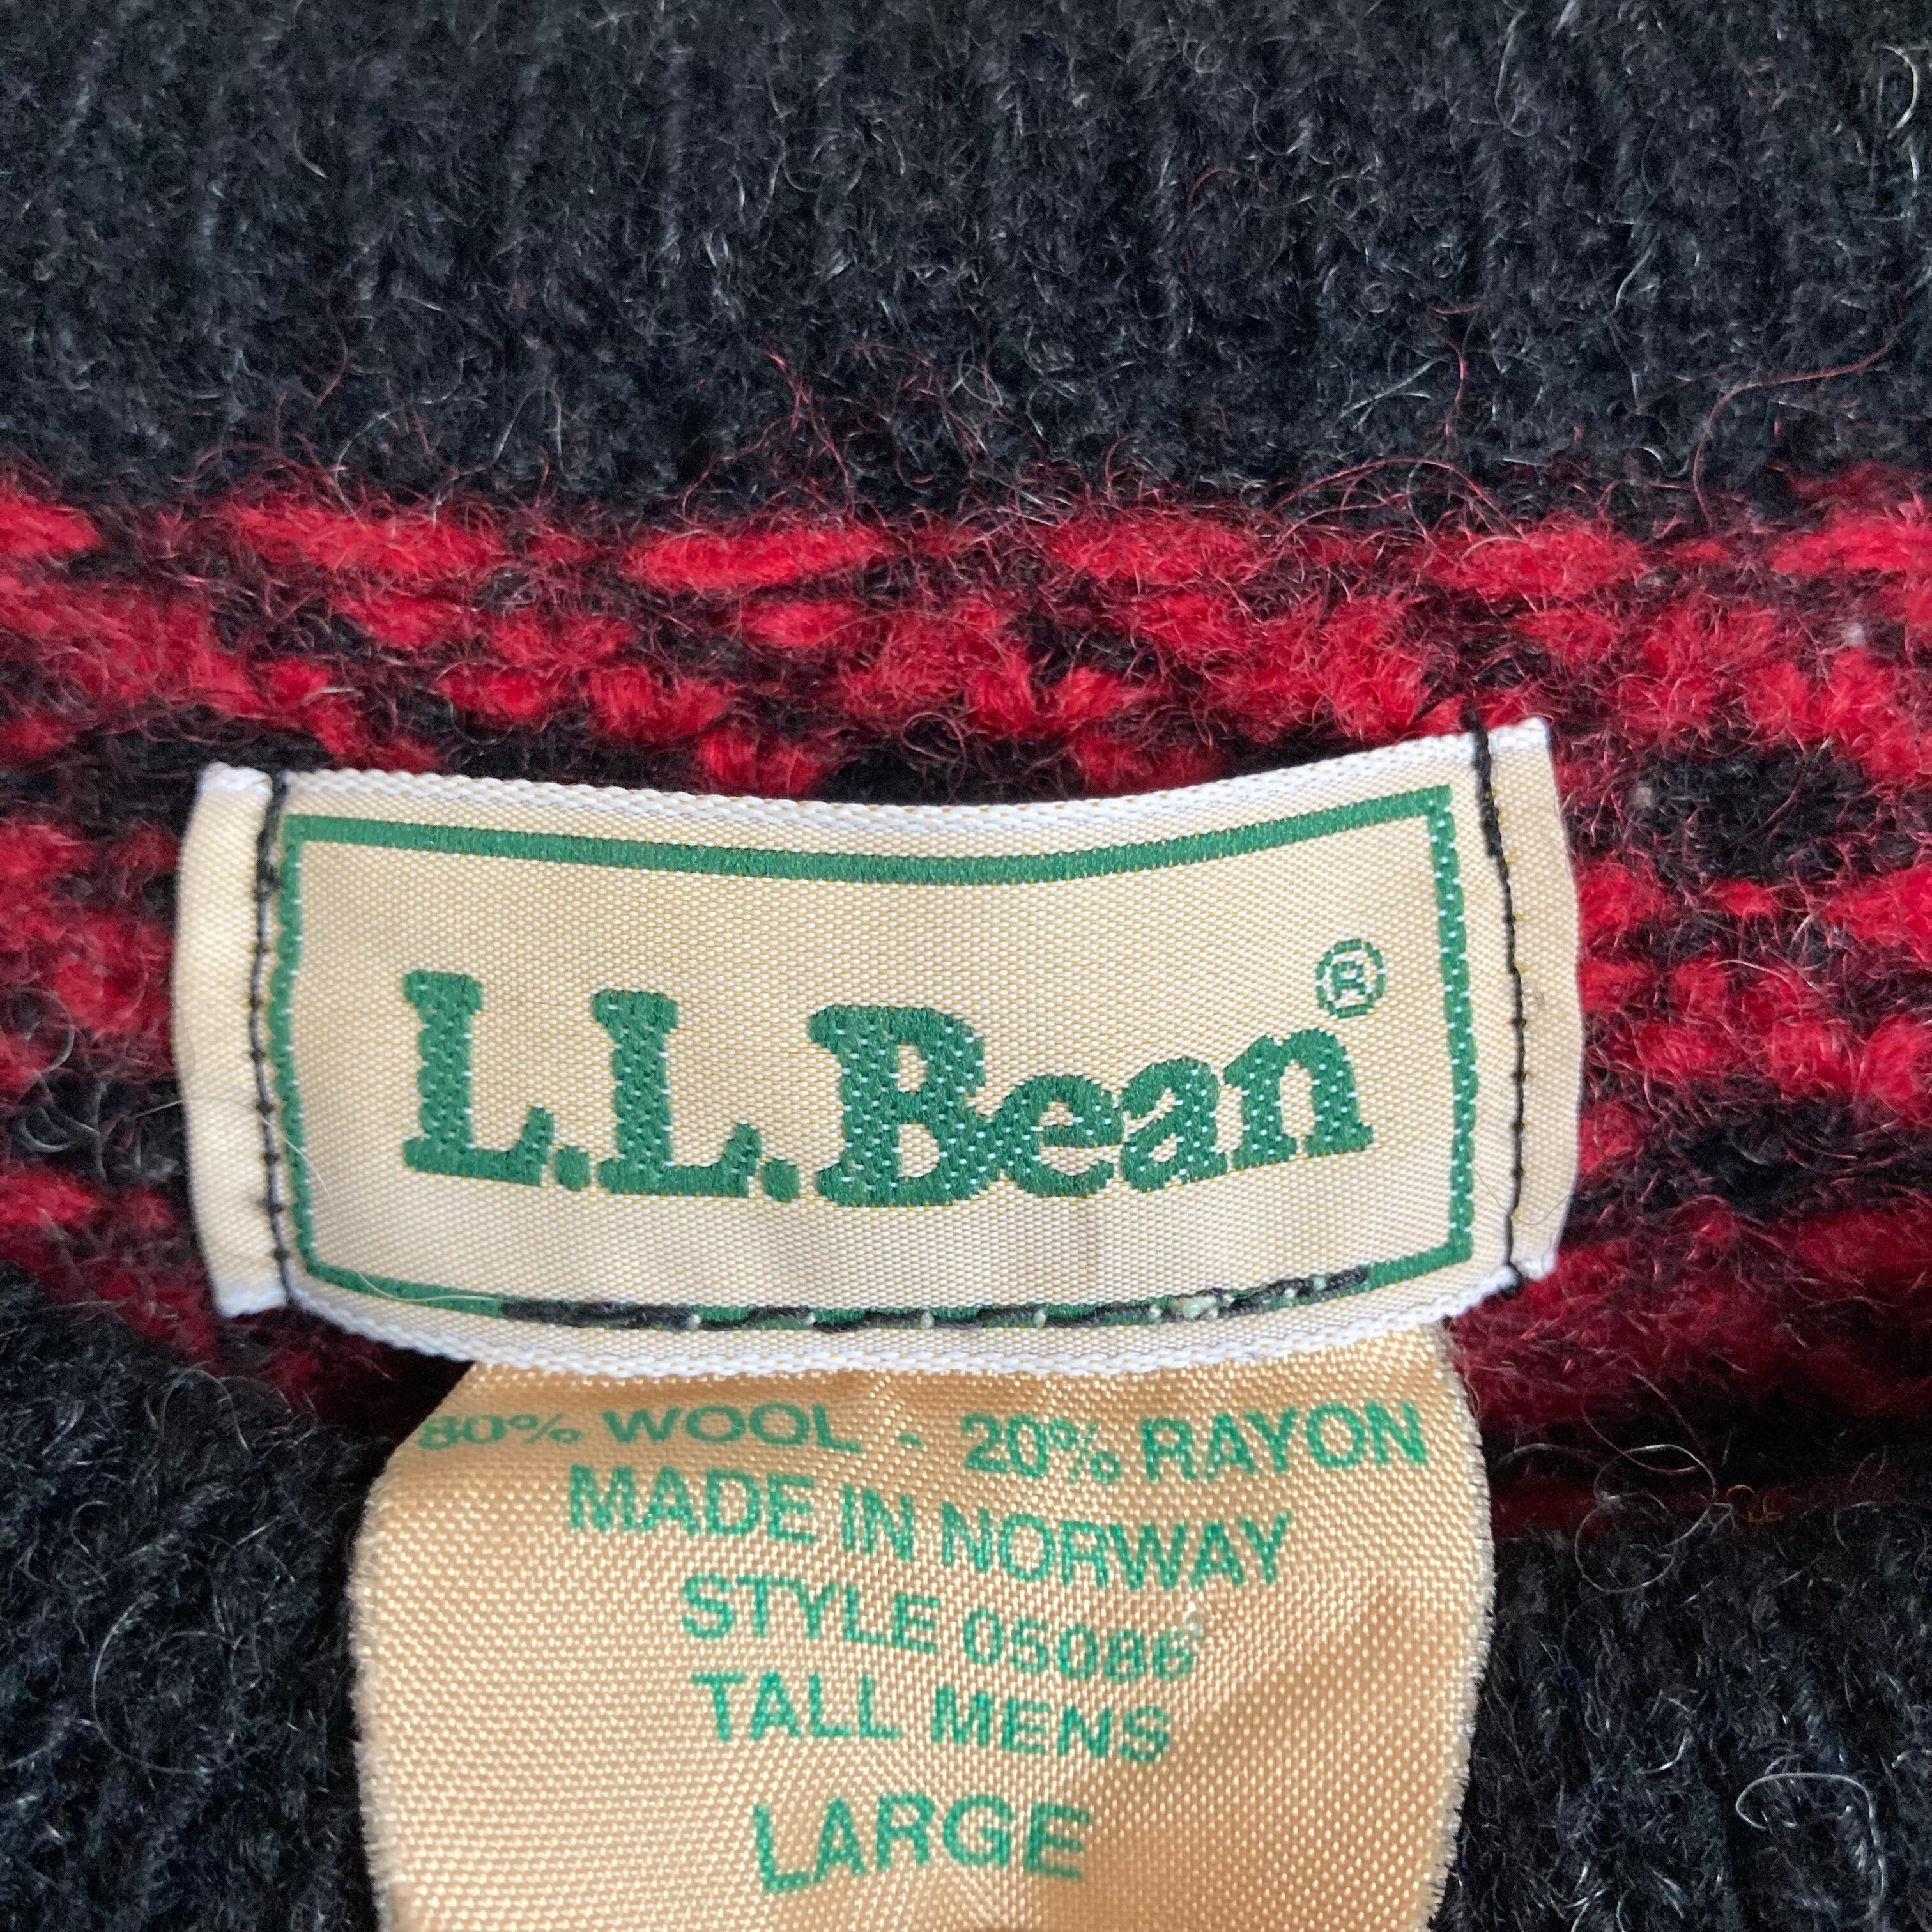 L.L.Bean®
80% WOOL - 20% RAYON
MADE IN NORWAY
STYLE 05086
TALL MENS
LARGE